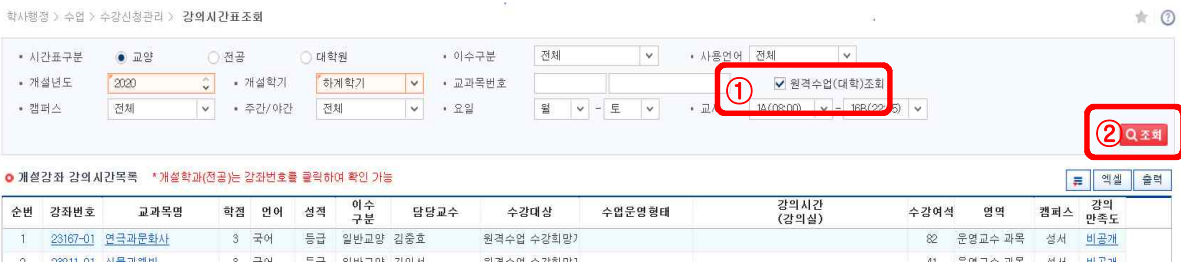 학사행정 > 수업 > 수강신청관리 > 강의시간표조회
• 시간표구분 교양 전공 대학원 • 이수구분 전체 • 사용언어 전체
• 개설년도 2020 • 개설학기 하계학기 • 교과목번호 ① 원격수업(대학)조회
• 캠퍼스 전체 • 주간/야간 전체 • 요일 월 - 토 • 1A(08:00) -
② 조회
개설강좌 강의시간목록 *개설학과(전공)는 강좌번호를 클릭하여 확인 가능 엑셀 출력
순번 강좌번호 교과목명 학점 언어 성적 이수구분 담당교수 수강대상 수업운영형태 강의시간(강의실) 수강여석 영역 캠퍼스 강의만족도
1 23167-01 연극과문화사 3 국어 등급 일반교양 김중효 원격수업 수강희망 82 운영교수 과목 성서 비공개